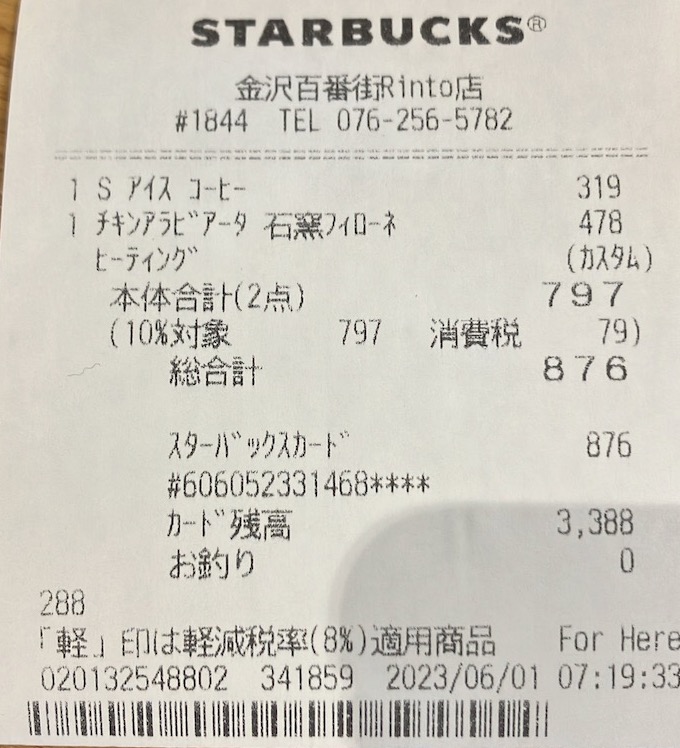 STARBUCKS®
金沢百番街Rinto店
#1844 TEL 076-256-5782
1 S ｱｲｽ ｺｰﾋｰ 319
1 ﾁｷﾝｱﾗﾋﾞｱｰﾀ 石窯ﾌｨﾛｰﾈ 478
ﾋｰﾃｨﾝｸﾞ (ｶｽﾀﾑ)
本体合計(2点) 797
(10%対象 797 消費税 79)
総合計 876
ｽﾀｰﾊﾞｯｸｽｶｰﾄﾞ 876
#606052331468****
ｶｰﾄﾞ残高 3,388
お釣り 0
288
「軽」印は軽減税率(8%)適用商品 For Here
020132548802 341859 2023/06/01 07:19:33